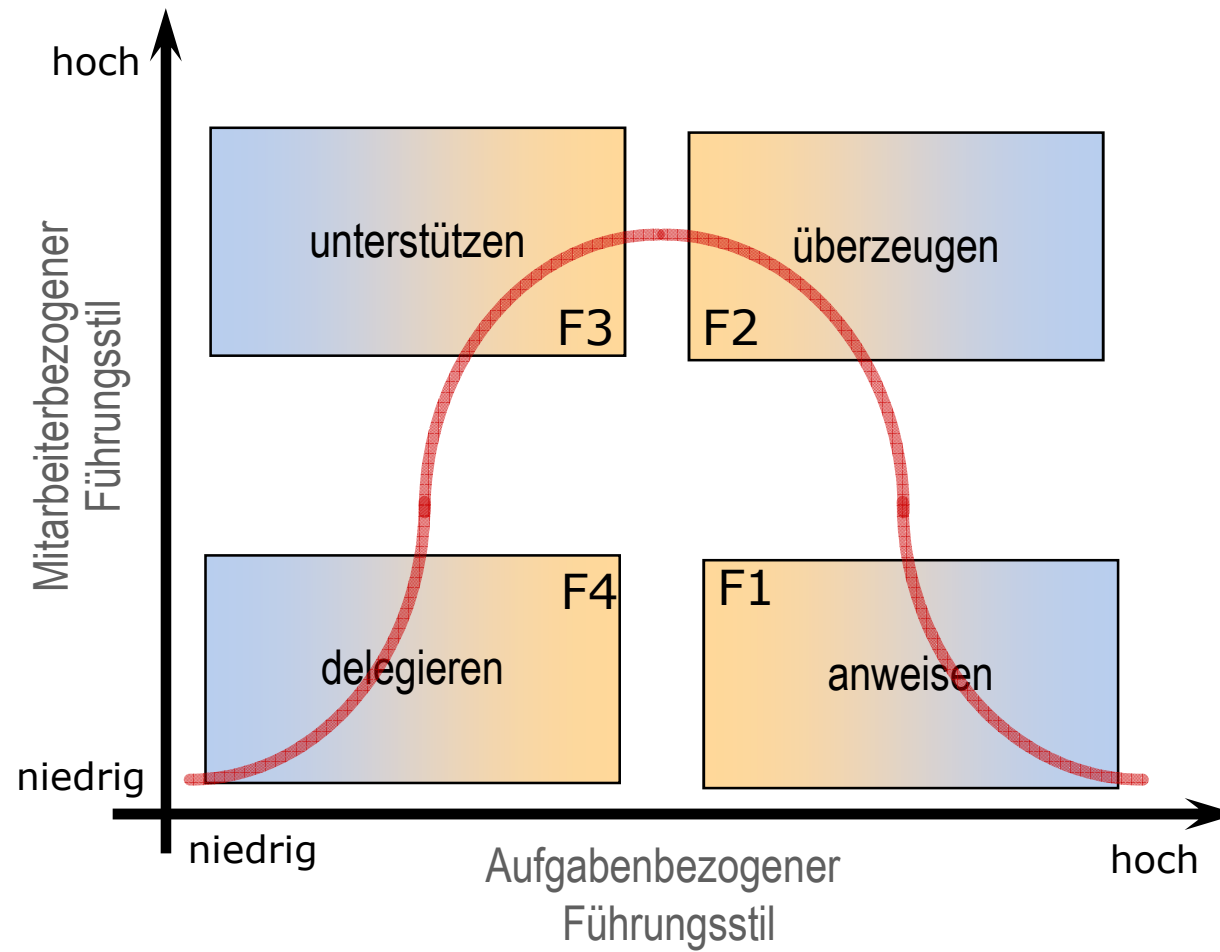 hoch
Mitarbeiterbezogener
Führungsstil
unterstützen
F3
überzeugen
F2
F4
delegieren
F1
anweisen
niedrig
niedrig
hoch
Aufgabenbezogener
Führungsstil